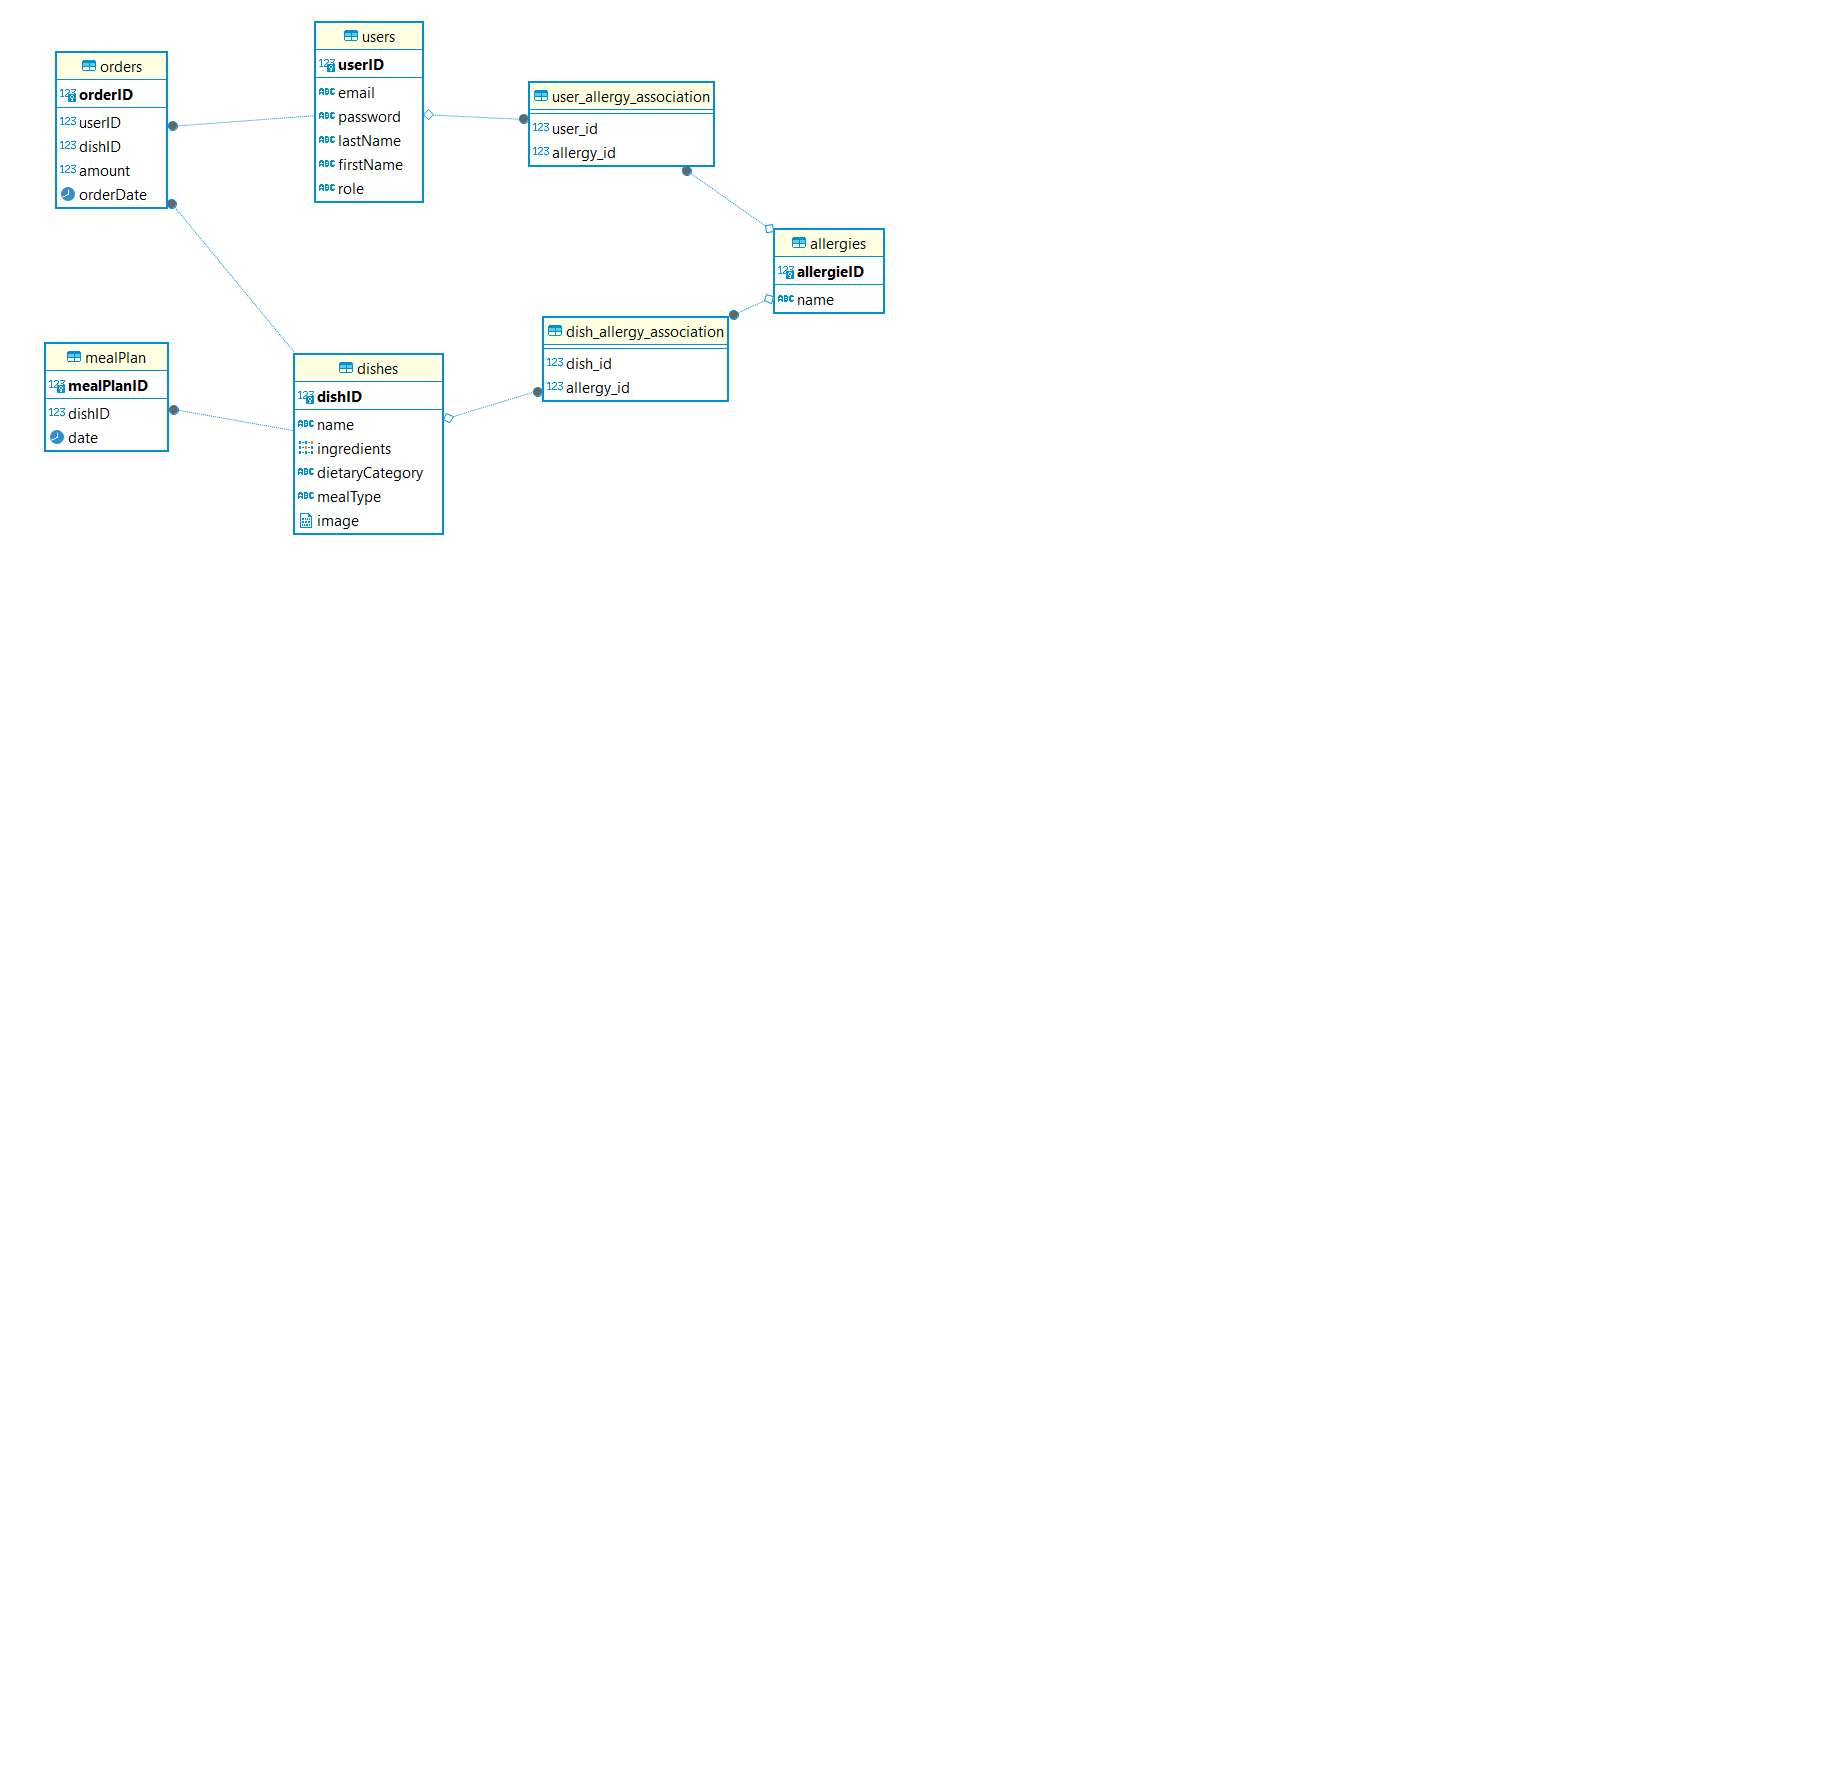 orders
123 orderID
123 userID
123 dishID
123 amount
orderDate
users
123 userID
ABC email
ABC password
ABC lastName
ABC firstName
ABC role
user_allergy_association
123 user_id
123 allergy_id
allergies
123 allergieID
ABC name
dish_allergy_association
123 dish_id
123 allergy_id
mealPlan
123 mealPlanID
123 dishID
date
dishes
123 dishID
ABC name
ingredients
ABC dietaryCategory
ABC mealType
image